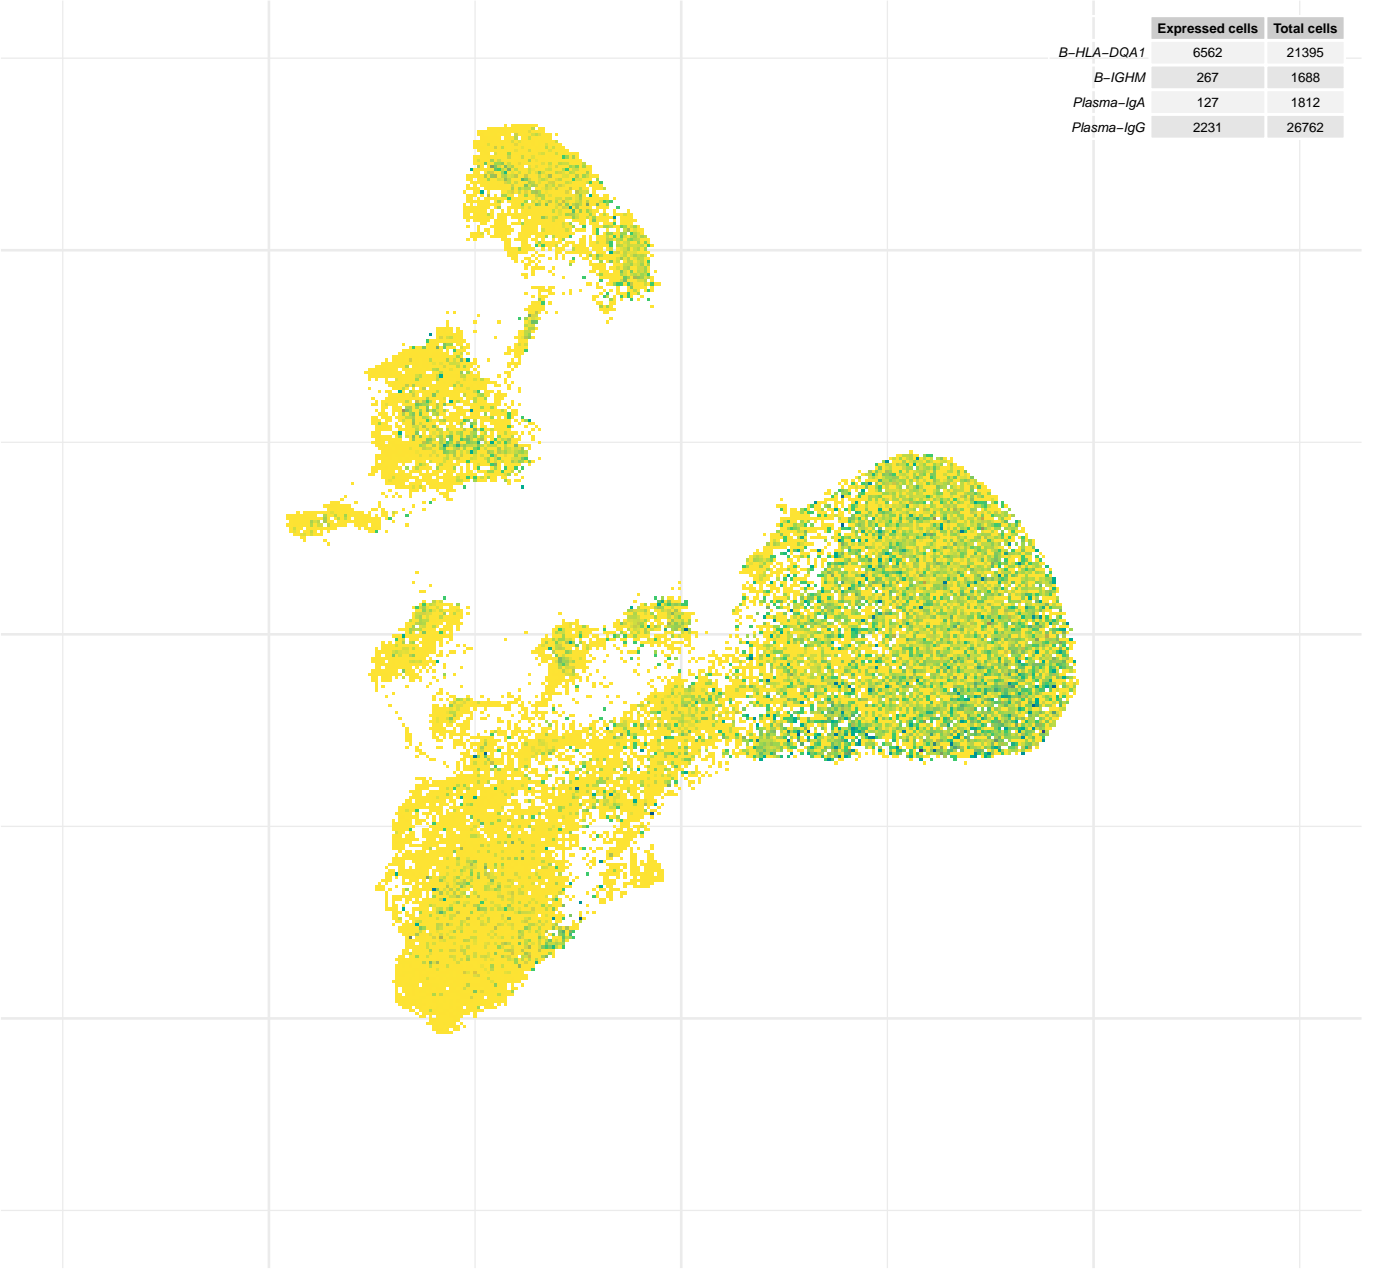 Expressed cells Total cells
B−HLA−DQA1 6562 21395
B−IGHM 267 1688
Plasma−IgA 127 1812
Plasma−IgG 2231 26762